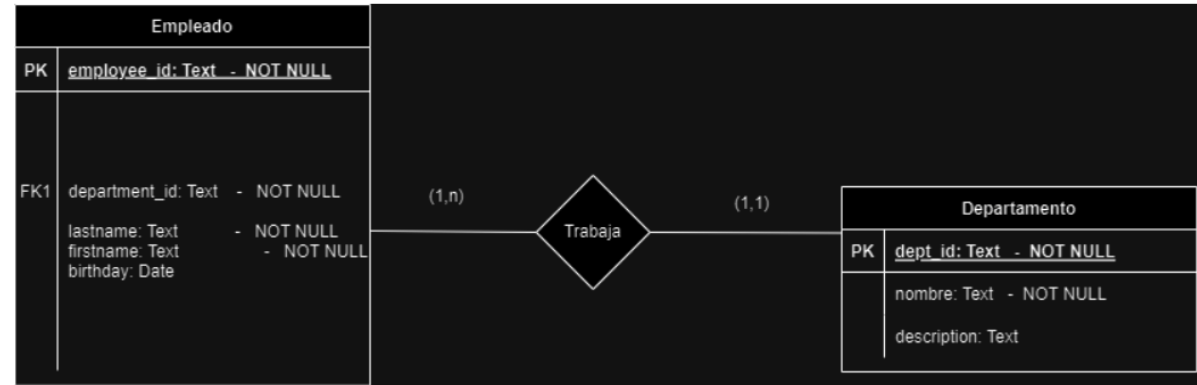 Empleado
PK employee_id: Text - NOT NULL
FK1 department_id: Text - NOT NULL
lastname: Text - NOT NULL
firstname: Text - NOT NULL
birthday: Date
(1,n)
Trabaja
(1,1)
Departamento
PK dept_id: Text - NOT NULL
nombre: Text - NOT NULL
description: Text